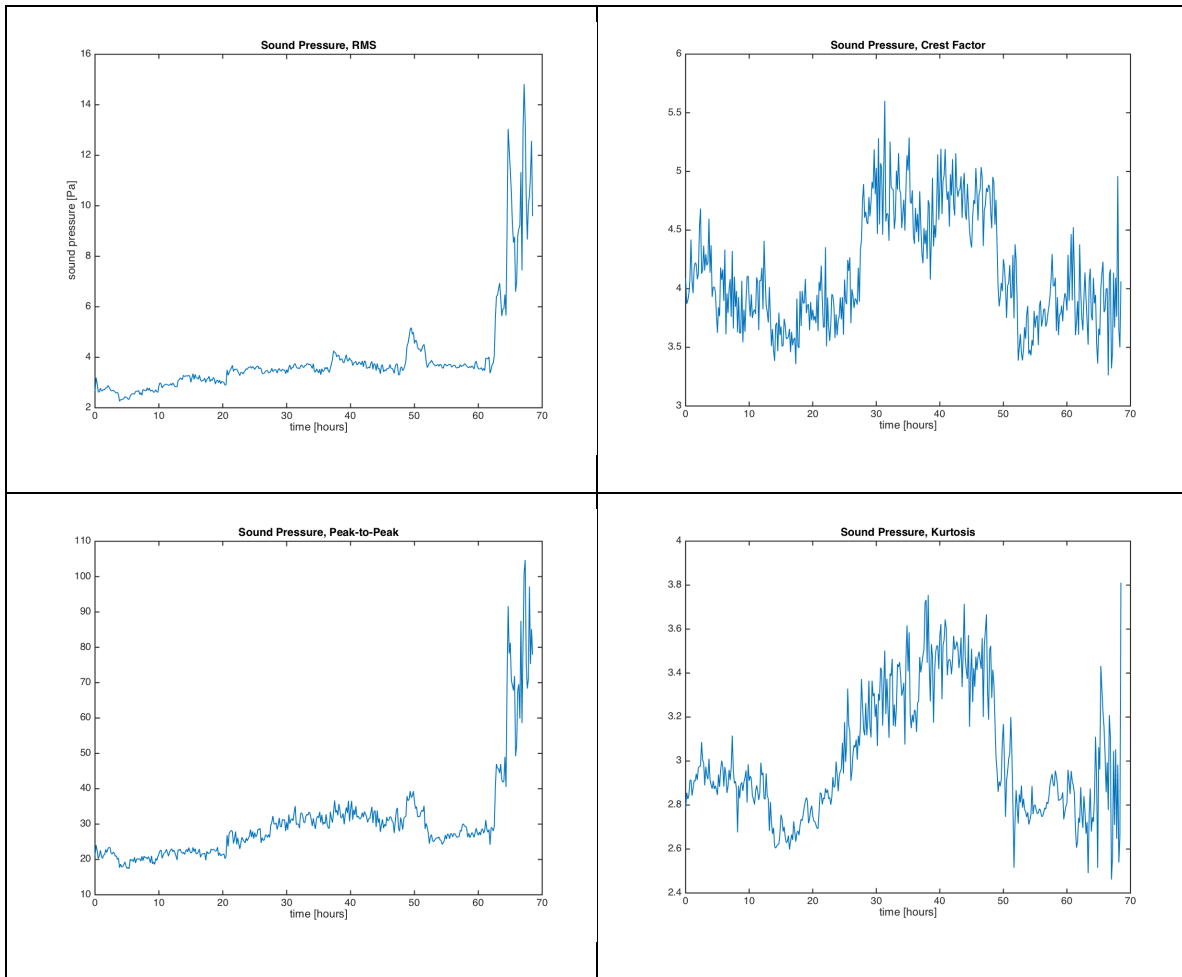 Sound Pressure, RMS
16
14
12
10
8
6
4
2
sound pressure [Pa]
0 10 20 30 40 50 60 70
time [hours]
Sound Pressure, Crest Factor
6
5.5
5
4.5
4
3.5
3
0 10 20 30 40 50 60 70
time [hours]
Sound Pressure, Peak-to-Peak
110
100
90
80
70
60
50
40
30
20
10
0 10 20 30 40 50 60 70
time [hours]
Sound Pressure, Kurtosis
4
3.8
3.6
3.4
3.2
3
2.8
2.6
2.4
0 10 20 30 40 50 60 70
time [hours]